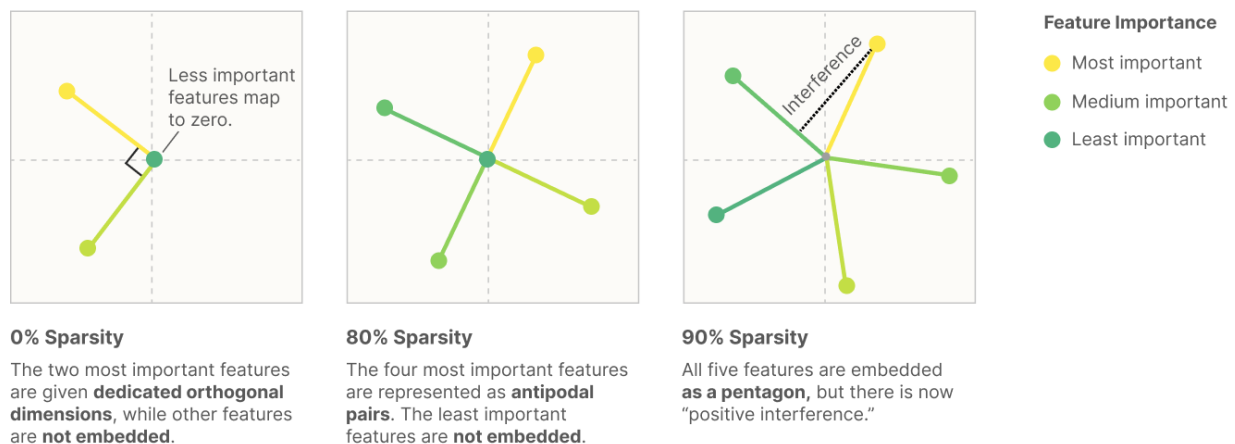 Less important
features map
to zero.
Interference
Feature Importance
Most important
Medium important
Least important
0% Sparsity
The two most important features
are given dedicated orthogonal
dimensions, while other features
are not embedded.
80% Sparsity
The four most important features
are represented as antipodal
pairs. The least important
features are not embedded.
90% Sparsity
All five features are embedded
as a pentagon, but there is now
“positive interference.”